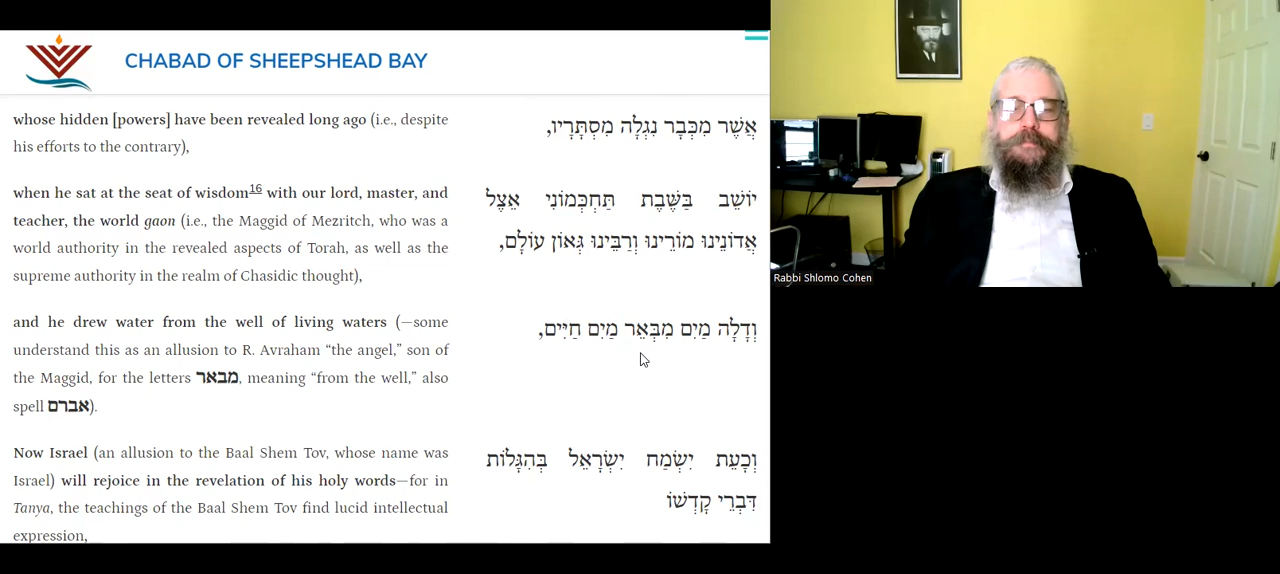 CHABAD OF SHEEPSHEAD BAY
whose hidden [powers] have been revealed long ago (i.e., despite
his efforts to the contrary),
אֲשֶׁר מִכְּבָר נִגְלָה מִסְתָּרָיו,
when he sat at the seat of wisdom16 with our lord, master, and
teacher, the world gaon (i.e., the Maggid of Mezritch, who was a
world authority in the revealed aspects of Torah, as well as the
supreme authority in the realm of Chasidic thought),
יוֹשֵׁב בַּשֶּׁבֶת תַּחְכְּמוֹנִי אֵצֶל
אֲדוֹנֵינוּ מוֹרֵינוּ וְרַבֵּינוּ גְּאוֹן עוֹלָם,
and he drew water from the well of living waters (—some
understand this as an allusion to R. Avraham “the angel,” son of
the Maggid, for the letters מבאר, meaning “from the well,” also
spell אברם).
וְדָלָה מַיִם מִבְּאֵר מַיִם חַיִּים,
Now Israel (an allusion to the Baal Shem Tov, whose name was
Israel) will rejoice in the revelation of his holy words—for in
Tanya, the teachings of the Baal Shem Tov find lucid intellectual
expression,
וְכָעֵת יִשְׂמַח יִשְׂרָאֵל בְּהִגָּלוֹת
דִּבְרֵי קָדְשׁוֹ
Rabbi Shlomo Cohen